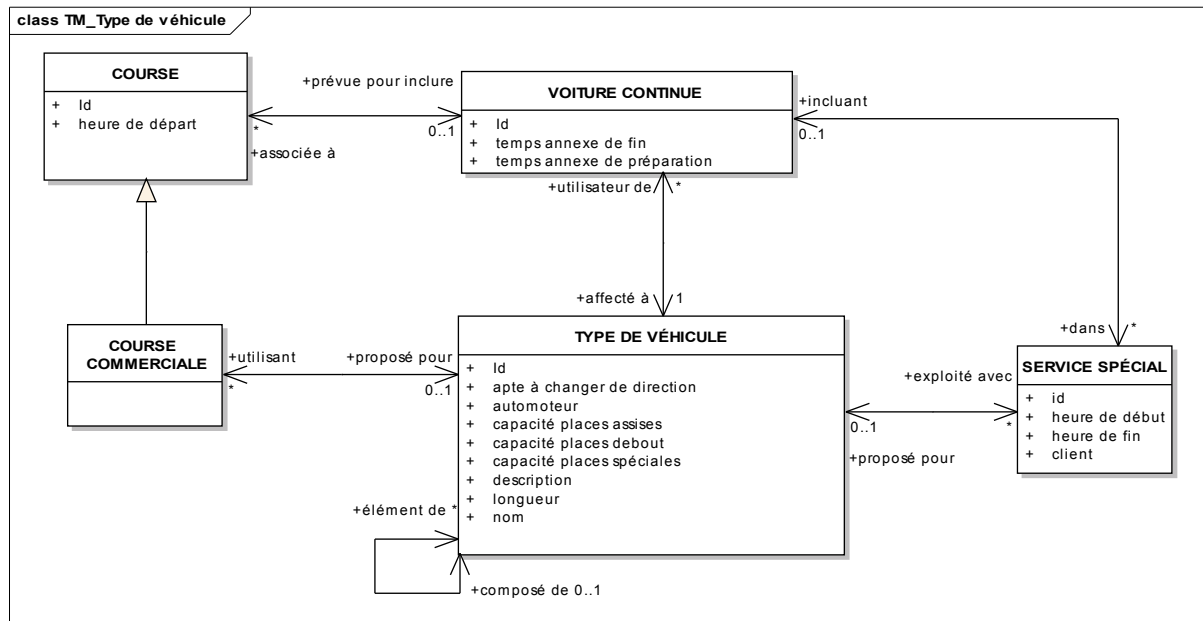 class TM_Type de véhicule
COURSE
+ Id
+ heure de départ
+prévue pour inclure
*
0..1
+associée à
VOITURE CONTINUE
+ Id
+ temps annexe de fin
+ temps annexe de préparation
+incluant
0..1
+utilisateur de
*
+affecté à
1
+dans
*
COURSE
COMMERCIALE
+utilisant
*
+proposé pour
0..1
TYPE DE VÉHICULE
+ Id
+ apte à changer de direction
+ automoteur
+ capacité places assises
+ capacité places debout
+ capacité places spéciales
+ description
+ longueur
+ nom
+exploité avec
0..1
*
+proposé pour
SERVICE SPÉCIAL
+ id
+ heure de début
+ heure de fin
+ client
+élément de *
+composé de 0..1